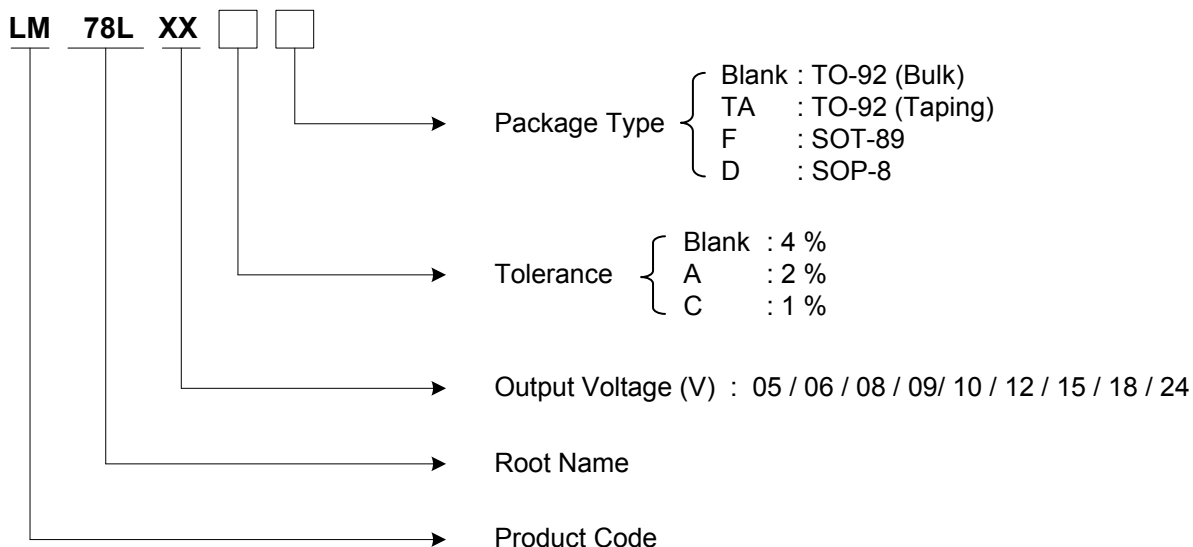 LM 78L XX
Package Type
Blank : TO-92 (Bulk)
TA : TO-92 (Taping)
F : SOT-89
D : SOP-8
Tolerance
Blank : 4 %
A : 2 %
C : 1 %
Output Voltage (V) : 05 / 06 / 08 / 09/ 10 / 12 / 15 / 18 / 24
Root Name
Product Code